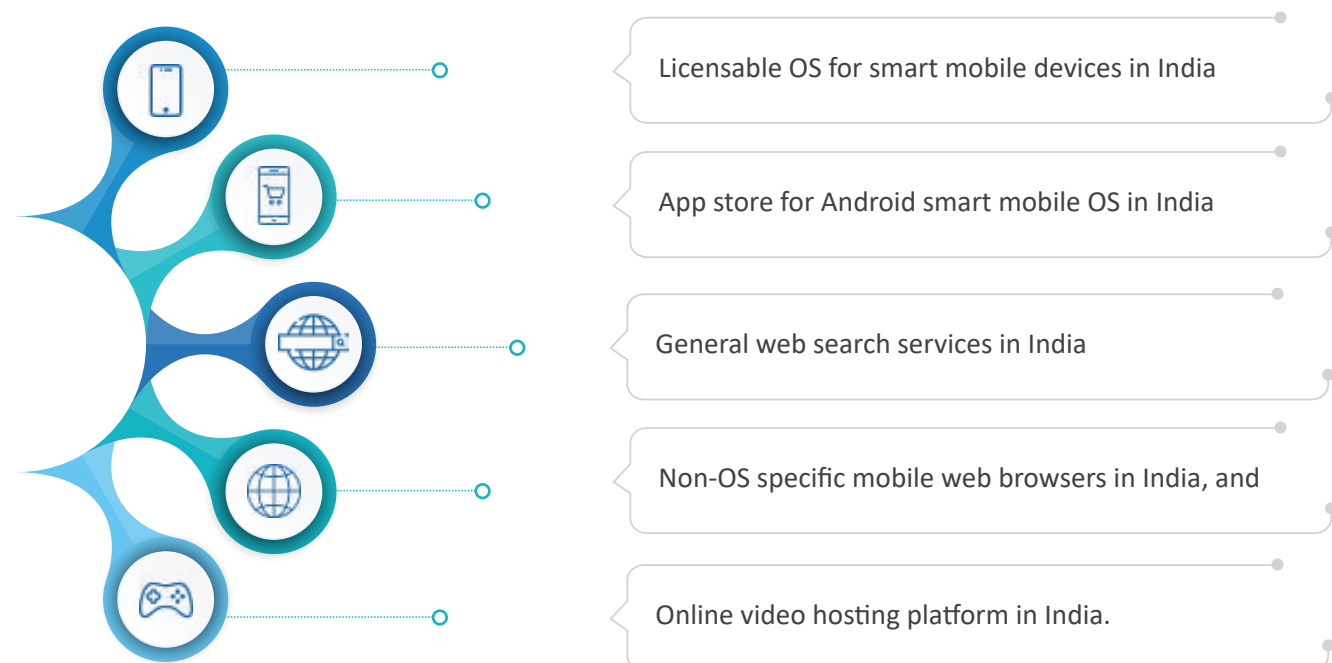 Licensable OS for smart mobile devices in India
App store for Android smart mobile OS in India
General web search services in India
Non-OS specific mobile web browsers in India, and
Online video hosting platform in India.